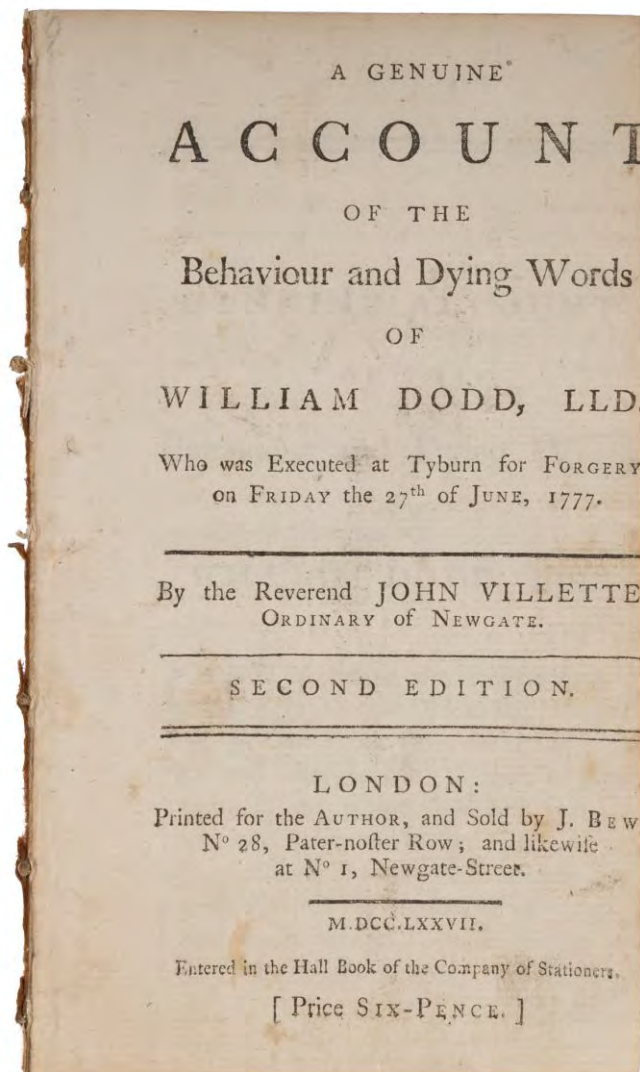 A GENUINE
ACCOUNT
OF THE
Behaviour and Dying Words
OF
WILLIAM DODD, LLD.
Who was Executed at Tyburn for FORGERY
on FRIDAY the 27th of JUNE, 1777.
By the Reverend JOHN VILLETTE
ORDINARY of NEWGATE.
SECOND EDITION.
LONDON:
Printed for the AUTHOR, and Sold by J. BEW
No 28, Pater-noſter Row; and likewiſe
at No 1, Newgate-Street.
M.DCC.LXXVII.
Entered in the Hall Book of the Company of Stationers.
[ Price SIX-PENCE. ]